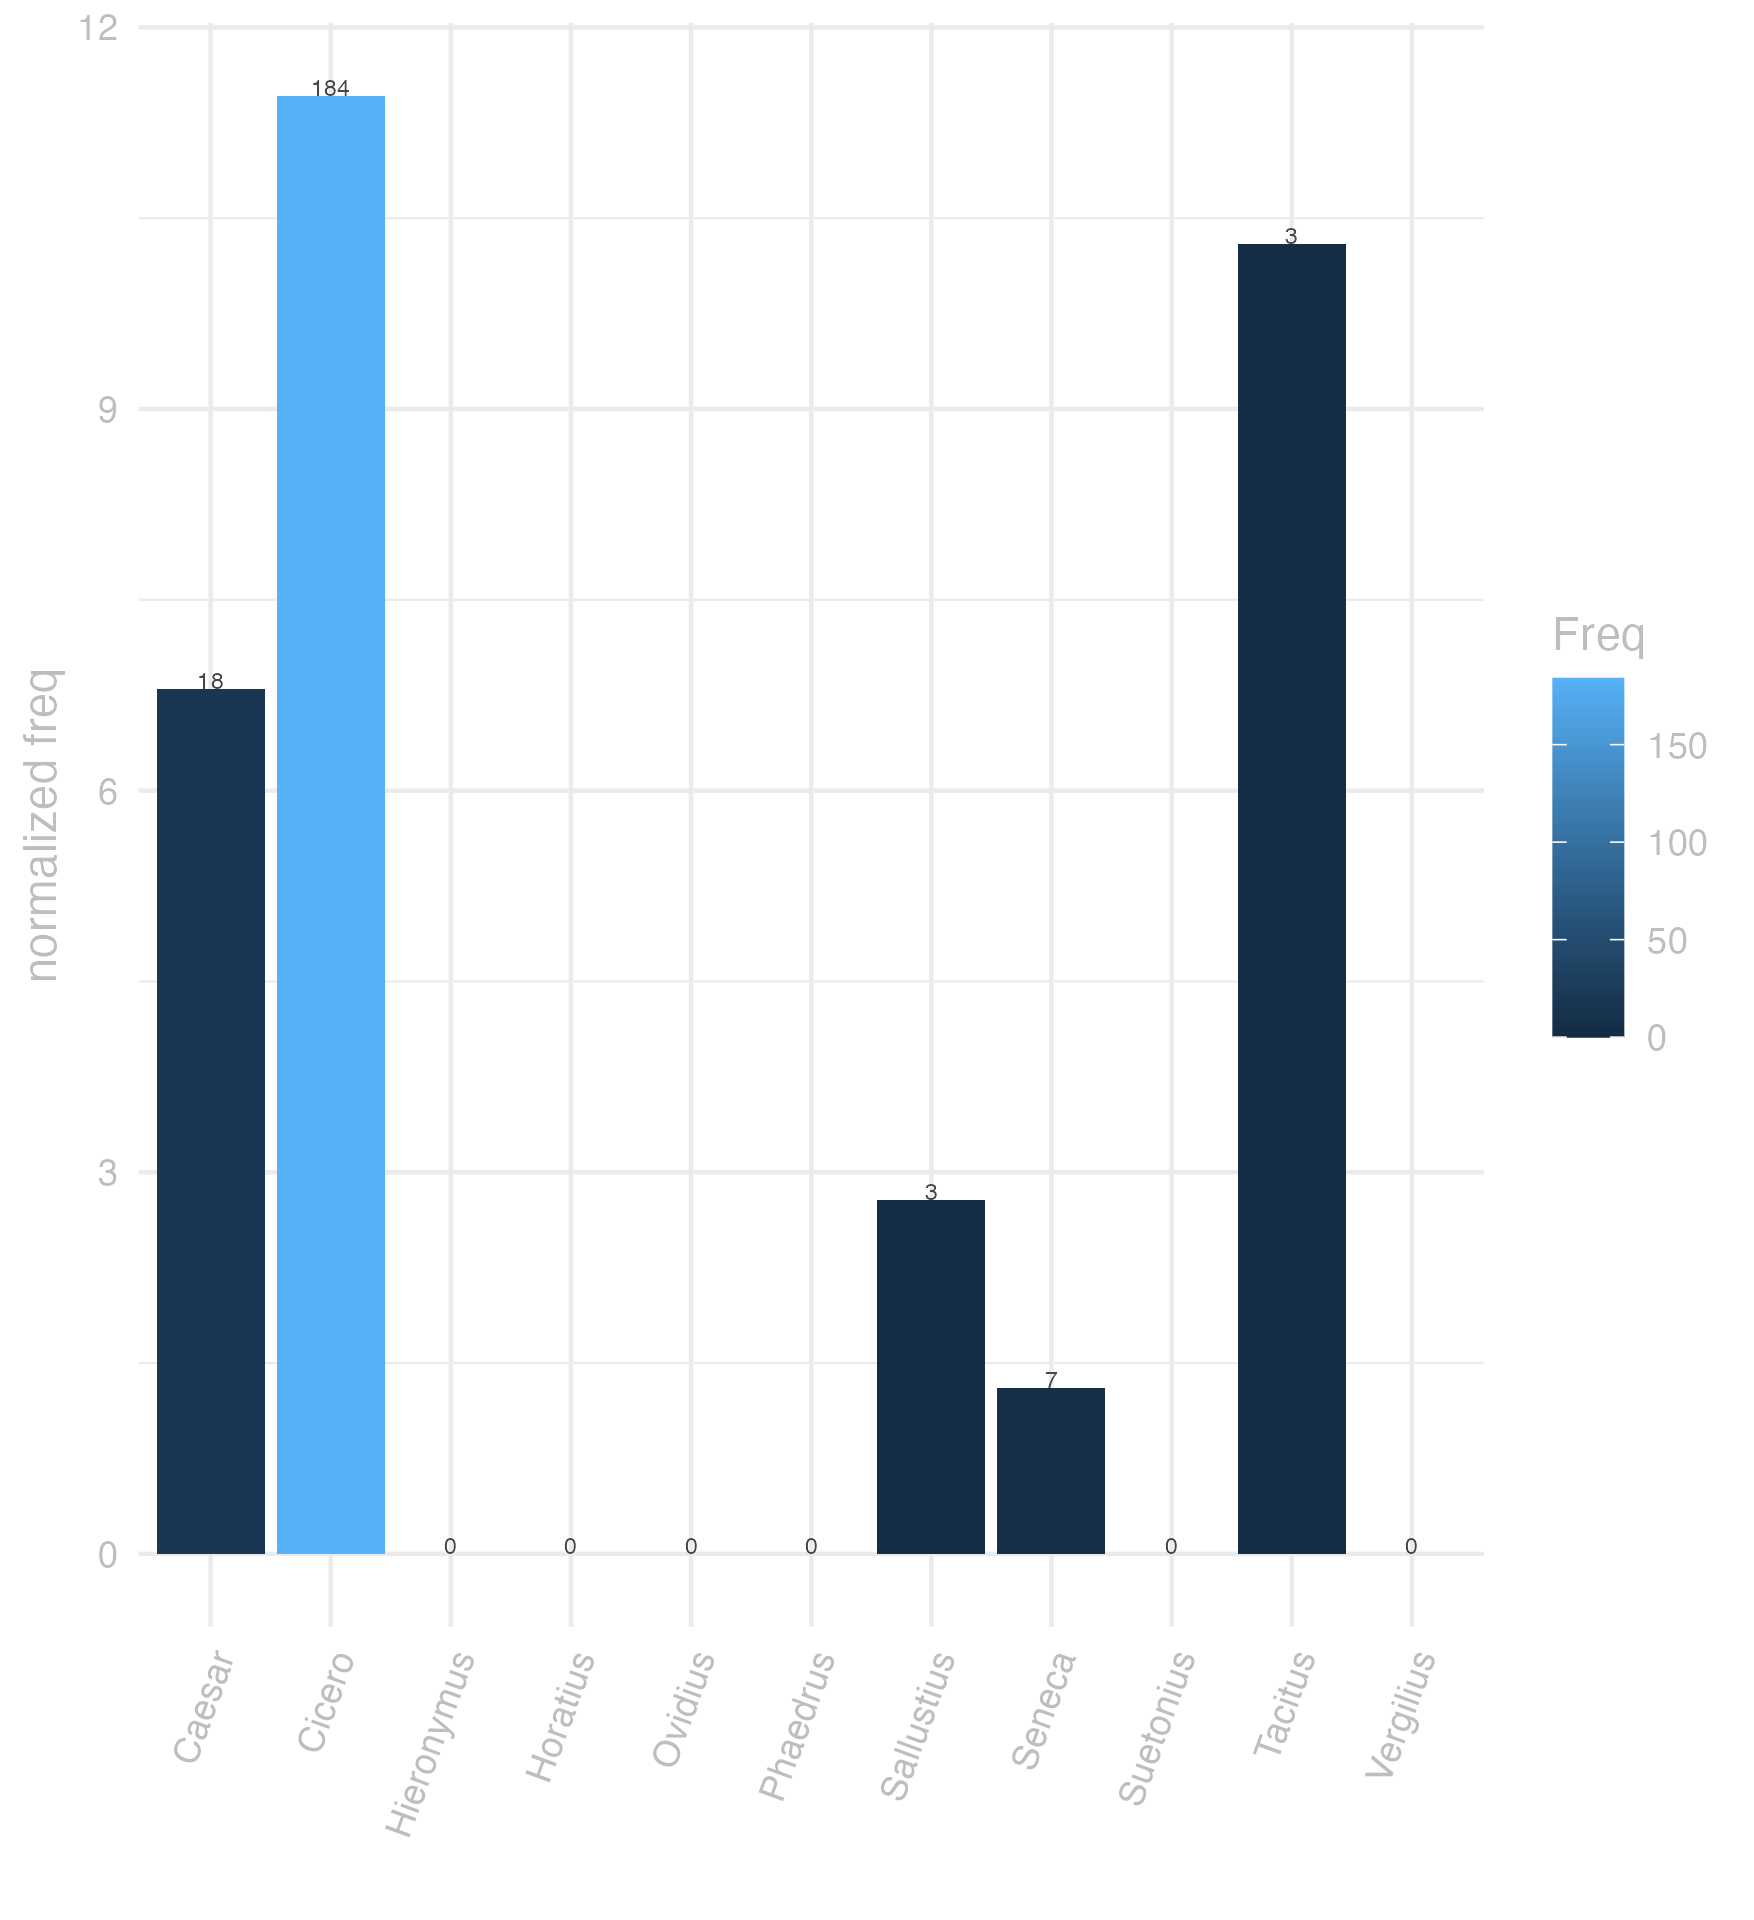 12
9
6
3
0
normalized freq
184
3
18
3
7
0
0
0
0
0
0
Caesar
Cicero
Hieronymus
Horatius
Ovidius
Phaedrus
Sallustius
Seneca
Suetonius
Tacitus
Vergilius
Freq
150
100
50
0